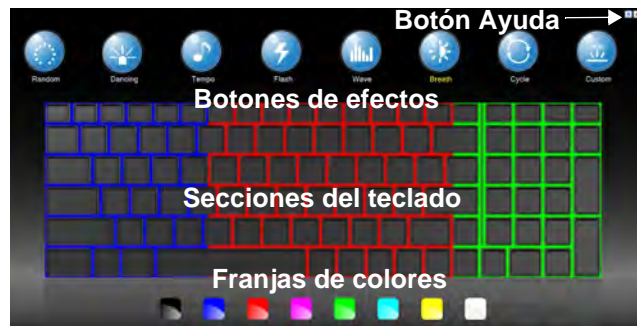 Botón Ayuda
Random Dancing Tempo Flash Wave Breath Cycle Custom
Botones de efectos
Secciones del teclado
Franjas de colores